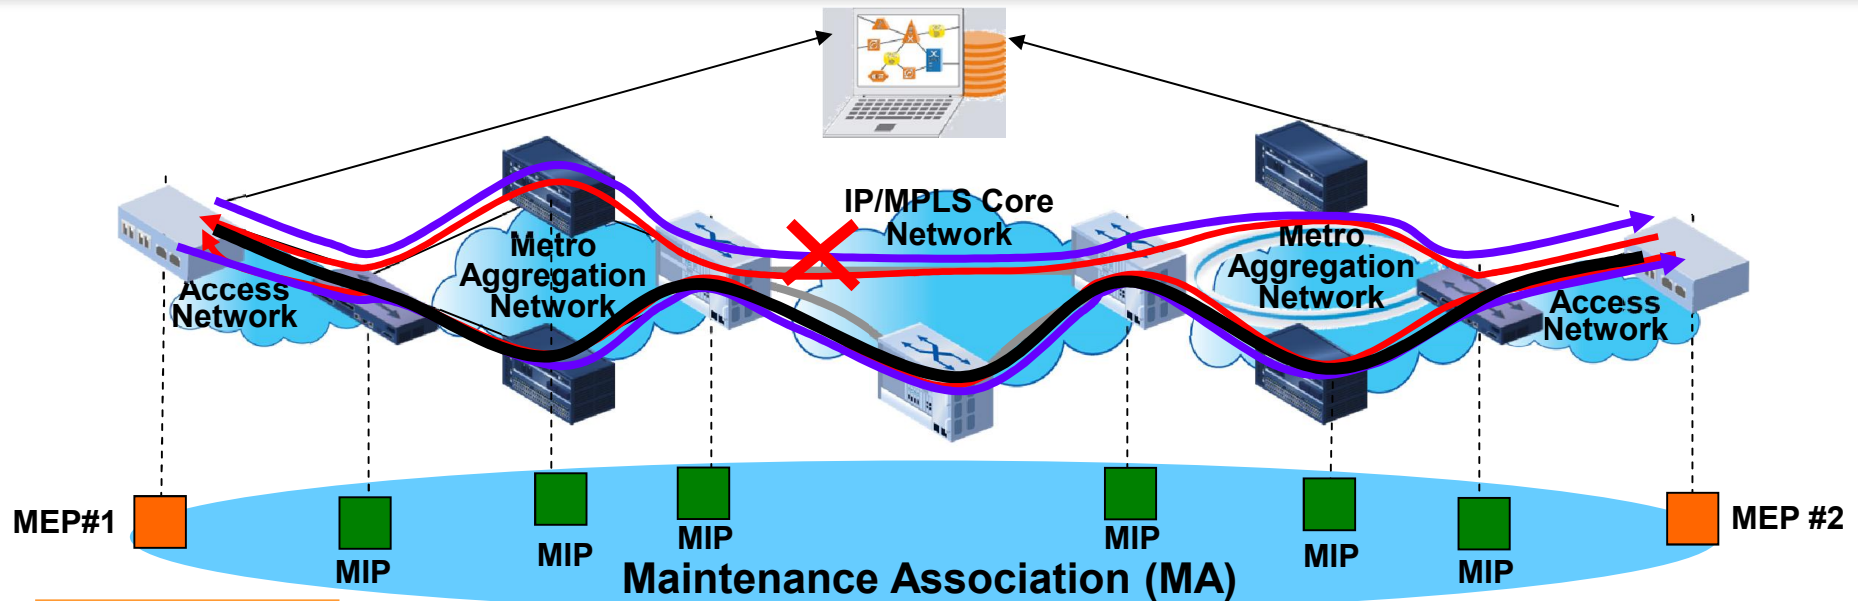 IP/MPLS Core
Network
Metro
Aggregation
Network
Metro
Aggregation
Network
Access
Network
Access
Network
MEP#1
MIP
MIP
MIP
MIP
MIP
MIP
MEP #2
Maintenance Association (MA)